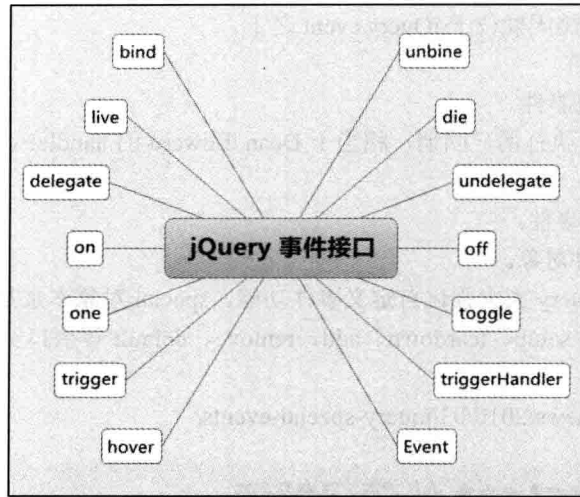 bind
unbine
live
die
delegate
undelegate
jQuery 事件接口
on
off
one
toggle
trigger
triggerHandler
hover
Event